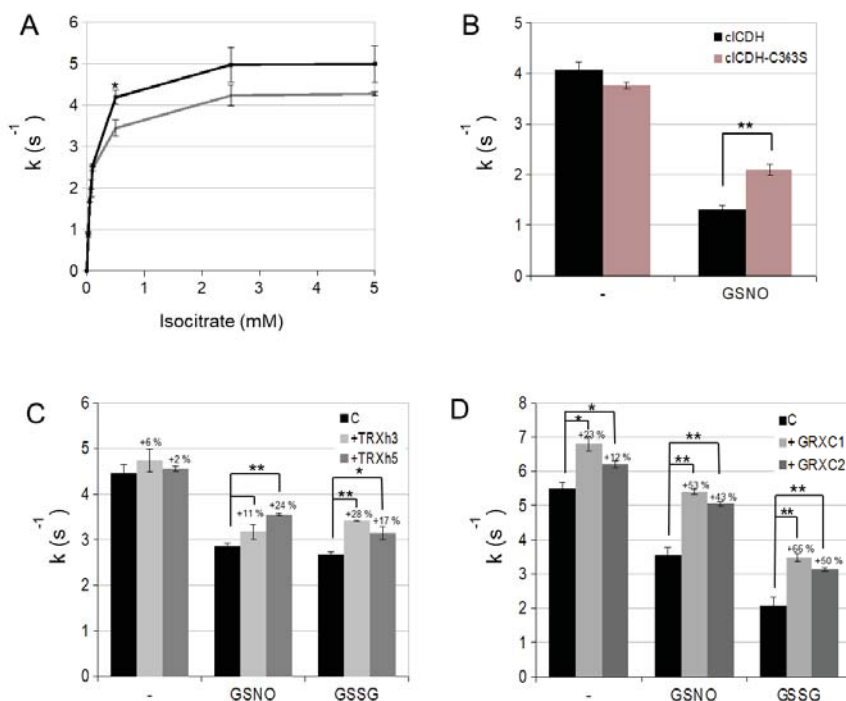 A
k (s⁻¹)
6
5
4
3
2
1
0
*
0 1 2 3 4 5
Isocitrate (mM)
B
k (s⁻¹)
5
4
3
2
1
0
cICDH
cICDH-C363S
**
- GSNO
C
k (s⁻¹)
6
5
4
3
2
1
0
C
+TRXh3
+TRXh5
+6 % +2 %
**
+11 % +24 %
*
**
+28 % +17 %
- GSNO GSSG
D
k (s⁻¹)
8
7
6
5
4
3
2
1
0
C
+ GRXC1
+ GRXC2
*
*
+23 % +12 %
**
**
+53 % +43 %
**
**
+66 % +50 %
- GSNO GSSG